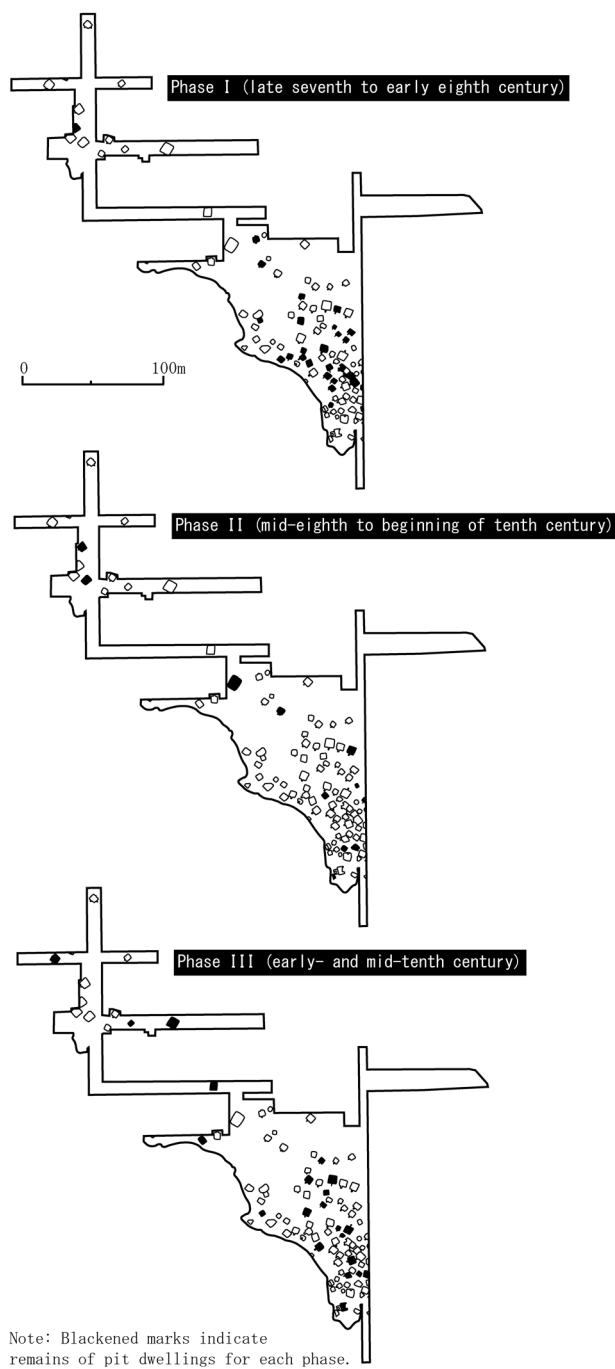 Phase I (late seventh to early eighth century)
0 100m
Phase II (mid-eighth to beginning of tenth century)
Phase III (early- and mid-tenth century)
Note: Blackened marks indicate
remains of pit dwellings for each phase.